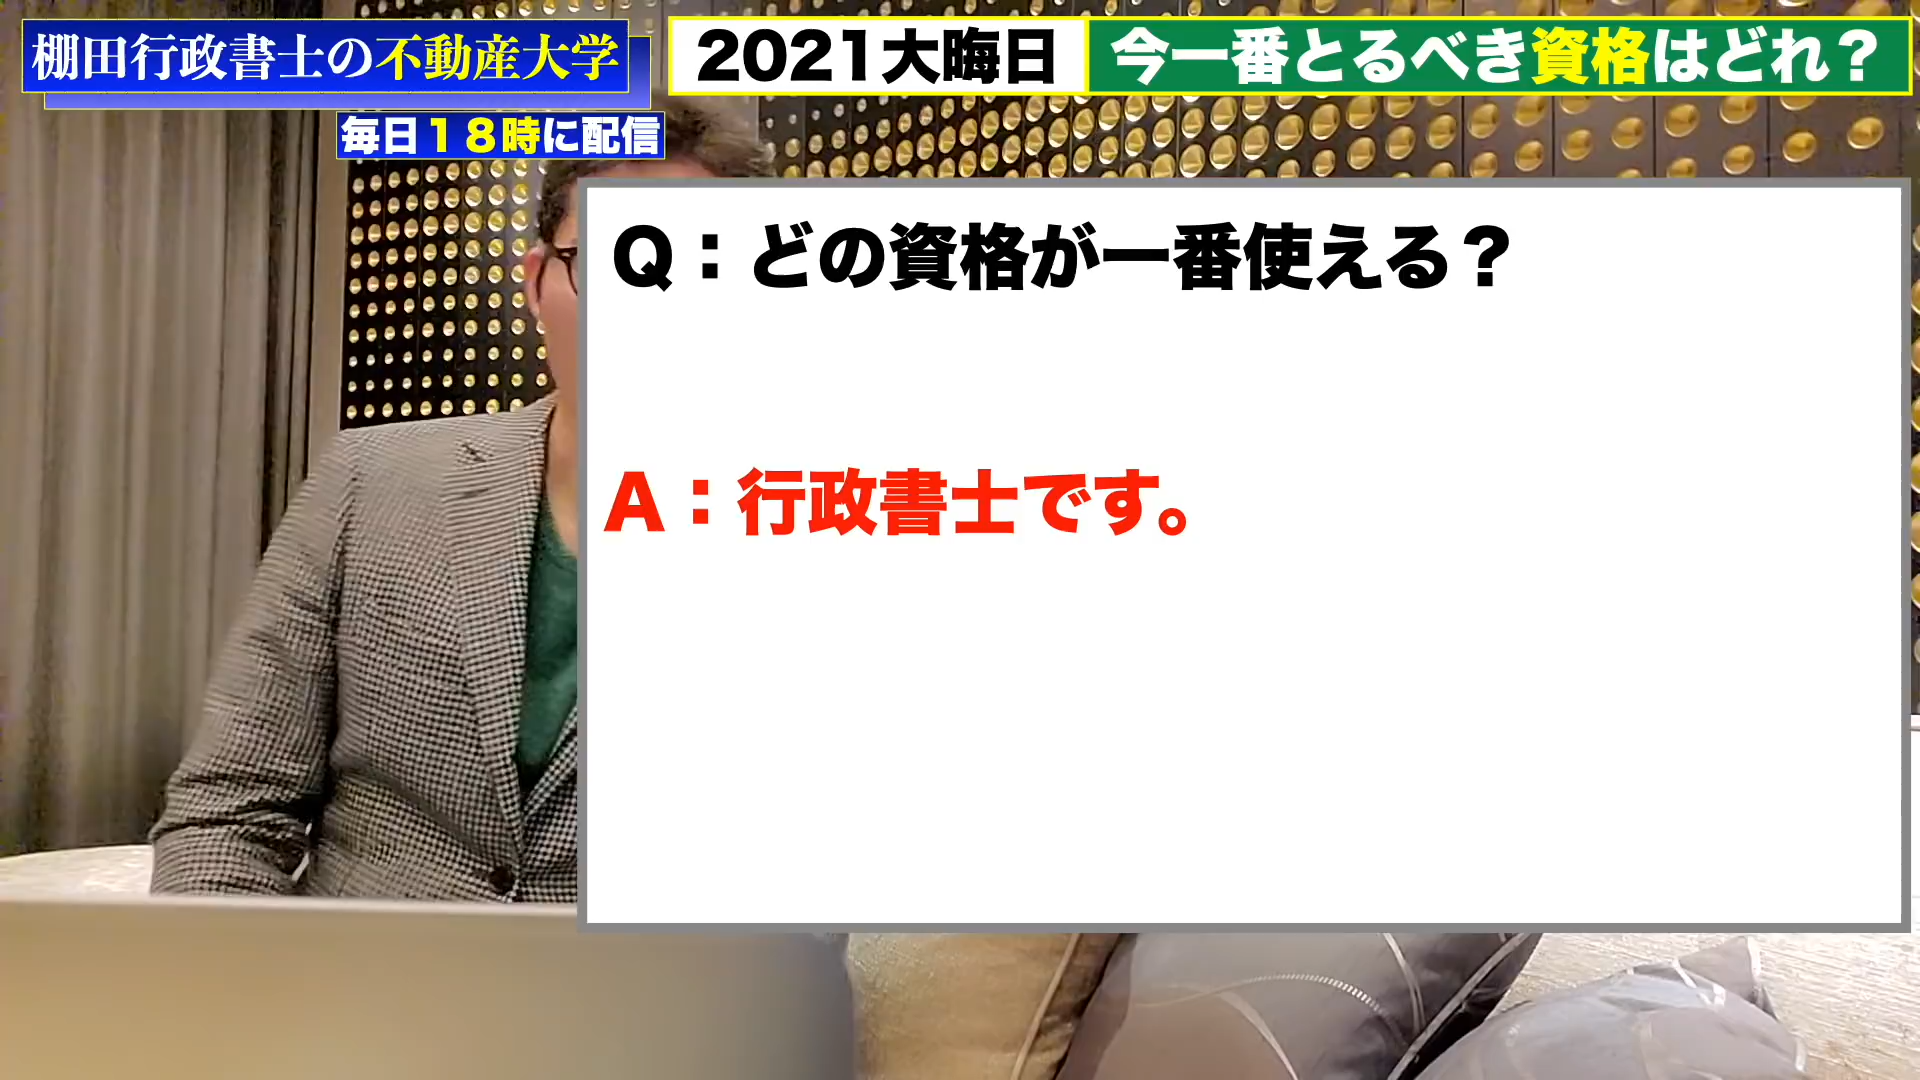 棚田行政書士の不動産大学
毎日１８時に配信
2021大晦日
今一番とるべき資格はどれ？
Q：どの資格が一番使える？
A：行政書士です。